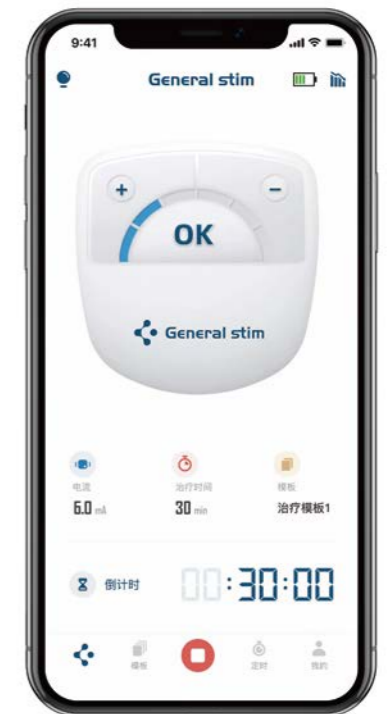 9:41
General stim
+
-
OK
General stim
电流
治疗时间
模板
6.0 mA
30 min
治疗模板1
倒计时
00:30:00
模板
定时
我的